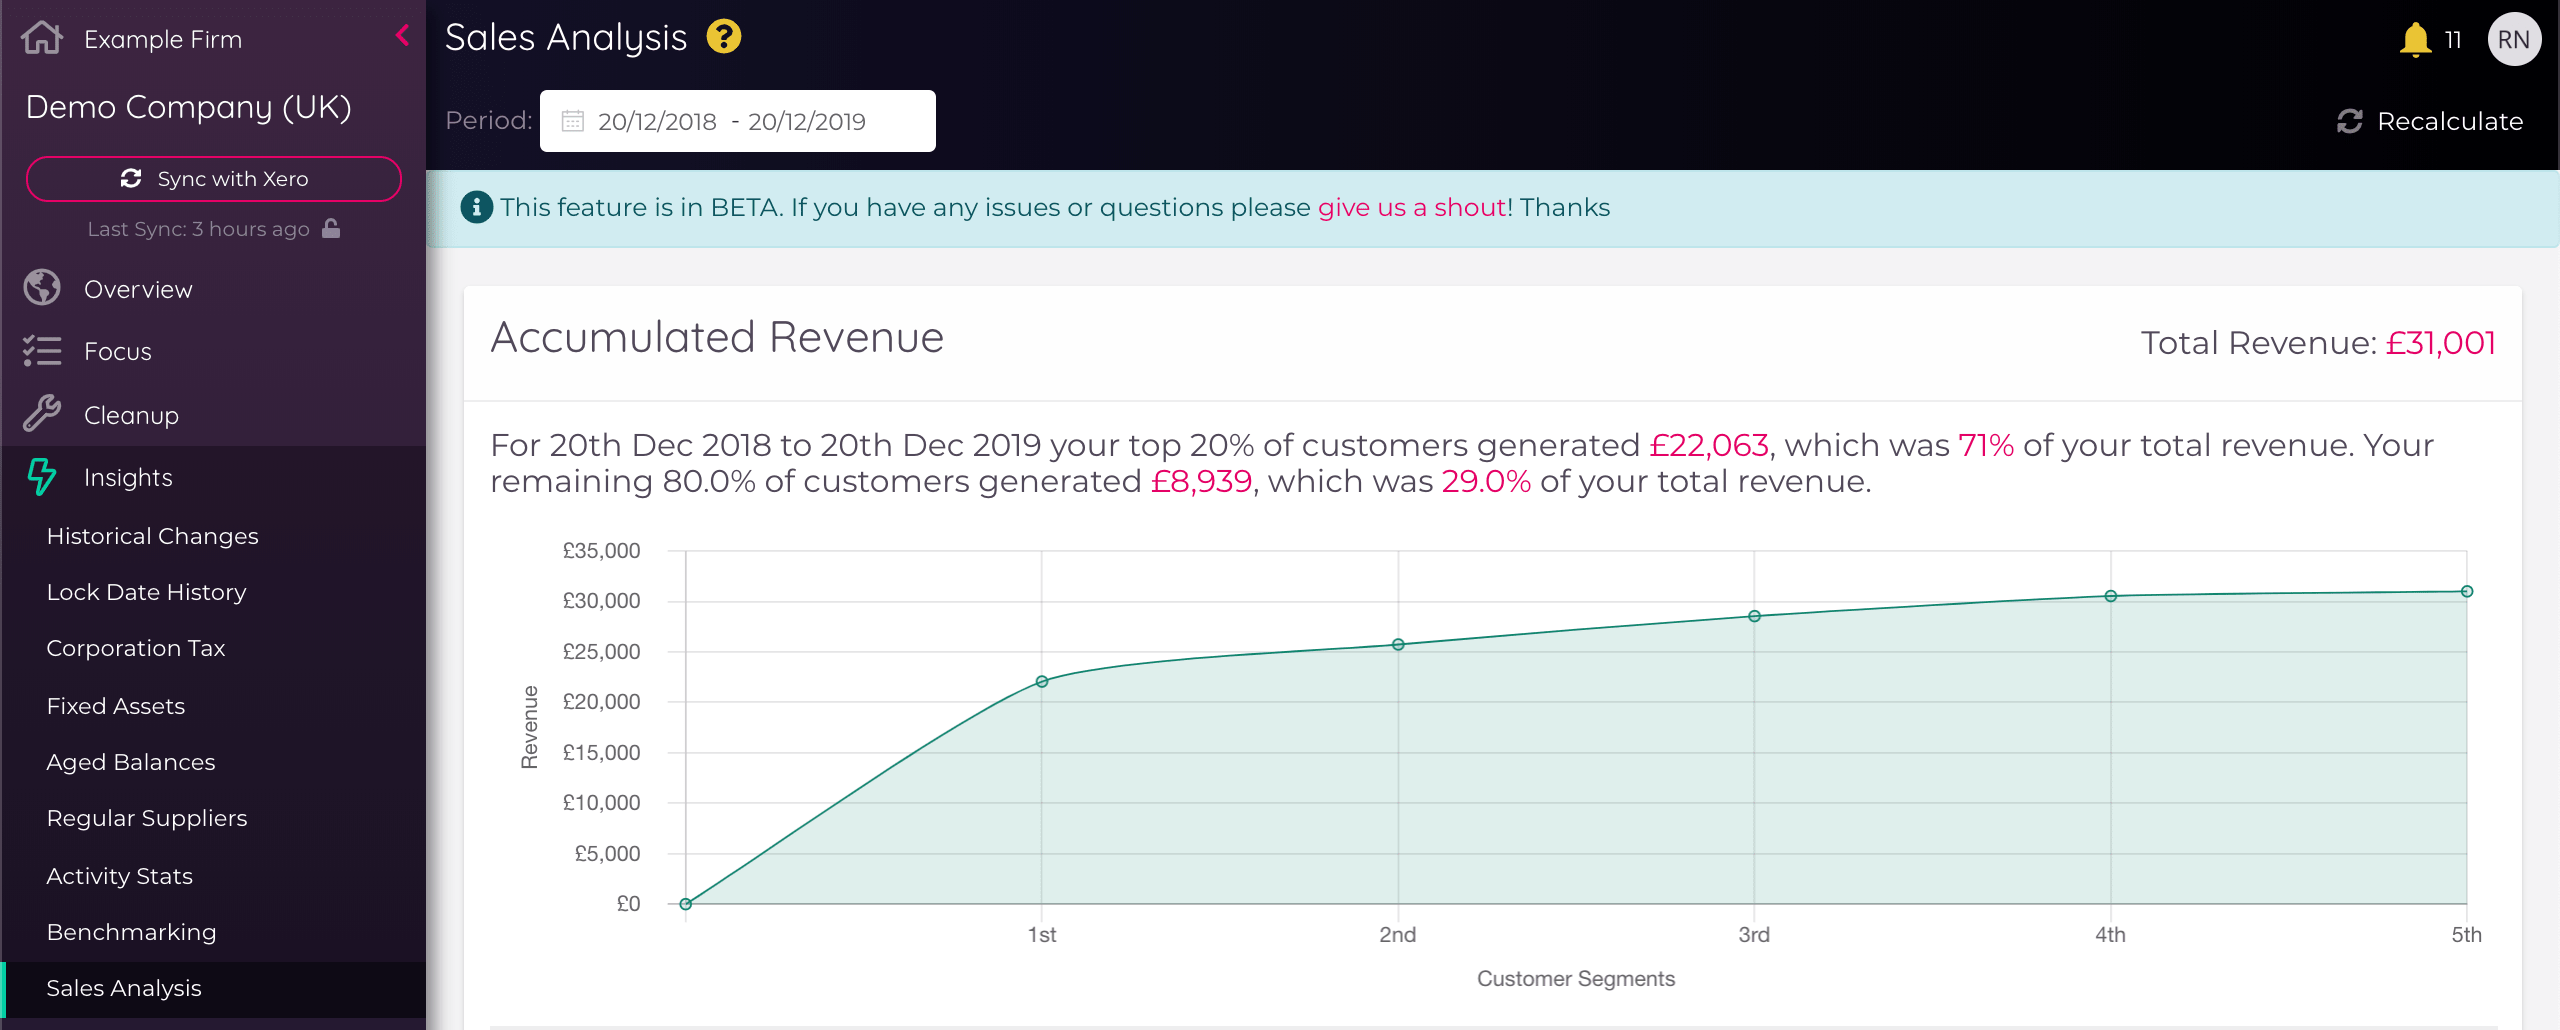 Example Firm
Demo Company (UK)
Sync with Xero
Last Sync: 3 hours ago
Overview
Focus
Cleanup
Insights
Historical Changes
Lock Date History
Corporation Tax
Fixed Assets
Aged Balances
Regular Suppliers
Activity Stats
Benchmarking
Sales Analysis
Sales Analysis ?
11 RN
Period: 20/12/2018 - 20/12/2019
Recalculate
This feature is in BETA. If you have any issues or questions please give us a shout! Thanks
Accumulated Revenue
Total Revenue: £31,001
For 20th Dec 2018 to 20th Dec 2019 your top 20% of customers generated £22,063, which was 71% of your total revenue. Your
remaining 80.0% of customers generated £8,939, which was 29.0% of your total revenue.
Revenue
£35,000
£30,000
£25,000
£20,000
£15,000
£10,000
£5,000
£0
1st 2nd 3rd 4th 5th
Customer Segments